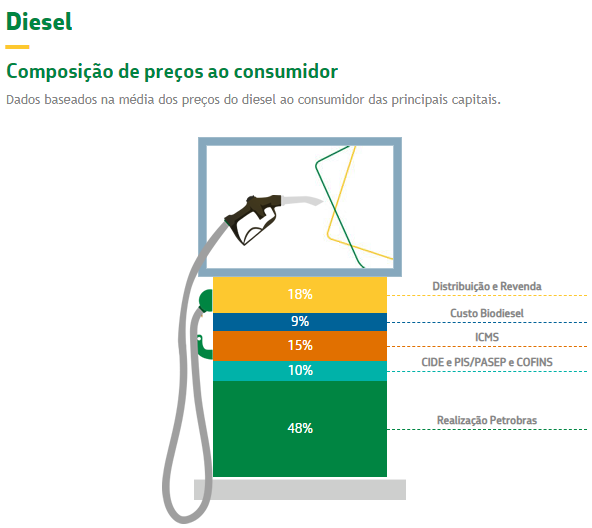 Diesel
Composição de preços ao consumidor
Dados baseados na média dos preços do diesel ao consumidor das principais capitais.
18%
Distribuição e Revenda
9%
Custo Biodiesel
15%
ICMS
10%
CIDE e PIS/PASEP e COFINS
48%
Realização Petrobras